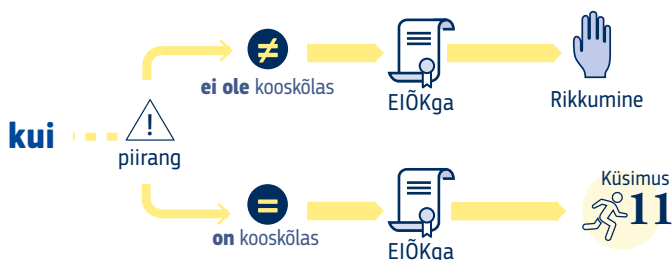 ei ole kooskõlas
EIÕKga
Rikkumine
kui
!
piirang
on kooskõlas
EIÕKga
Küsimus
11